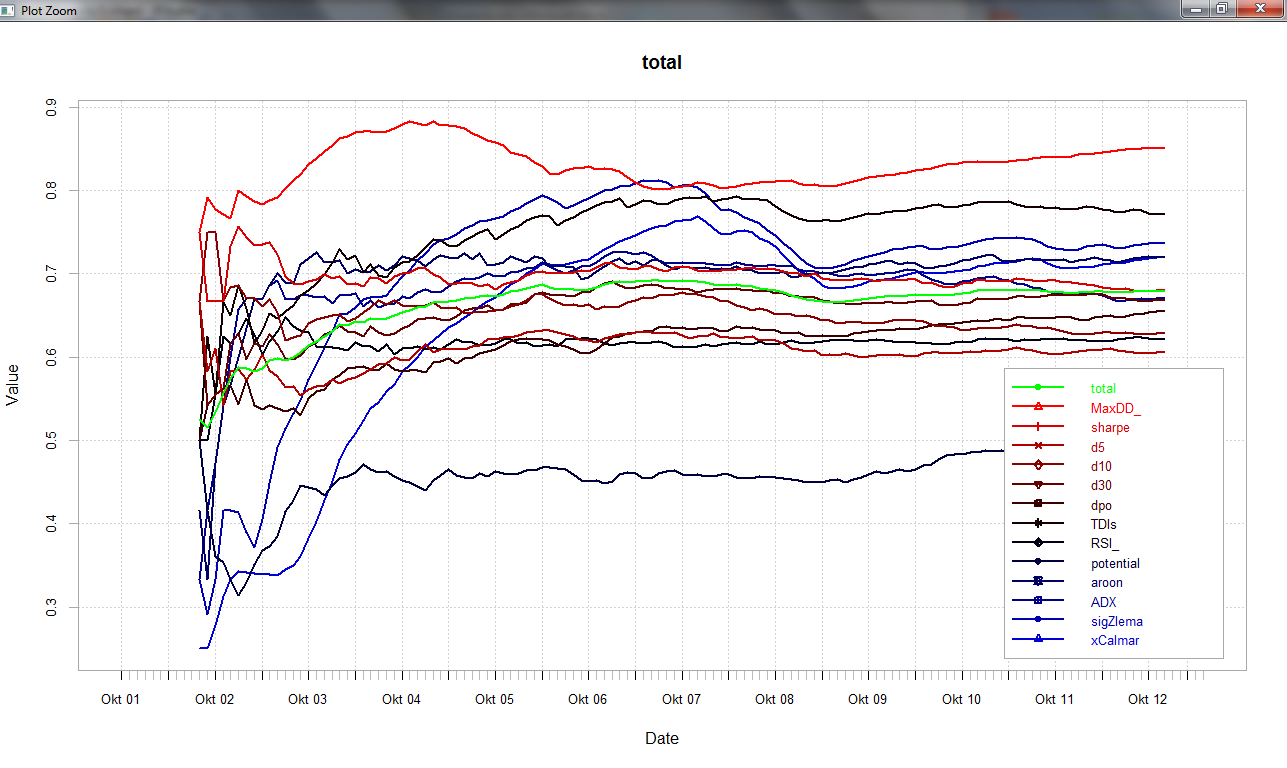 Plot Zoom
total
0.9
0.8
0.7
0.6
0.5
0.4
0.3
Value
total
MaxDD_
sharpe
d5
d10
d30
dpo
TDIs
RSI_
potential
aroon
ADX
sigZlema
xCalmar
Okt 01 Okt 02 Okt 03 Okt 04 Okt 05 Okt 06 Okt 07 Okt 08 Okt 09 Okt 10 Okt 11 Okt 12
Date